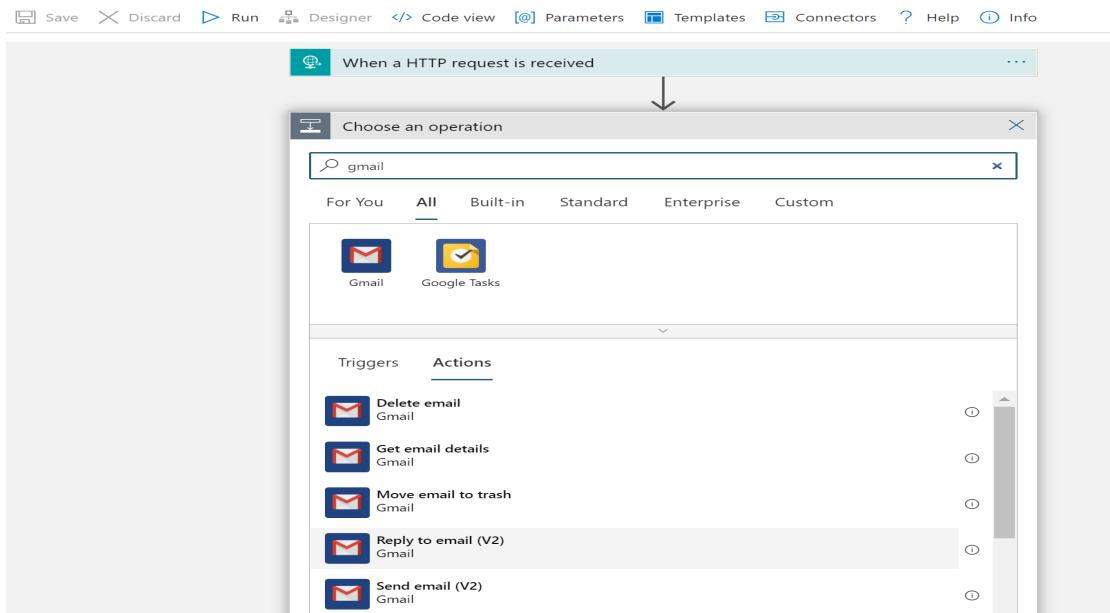 Save Discard Run Designer </> Code view [@] Parameters Templates Connectors ? Help Info
When a HTTP request is received ...
Choose an operation
gmail
For You All Built-in Standard Enterprise Custom
Gmail Google Tasks
Triggers Actions
Delete email
Gmail
Get email details
Gmail
Move email to trash
Gmail
Reply to email (V2)
Gmail
Send email (V2)
Gmail